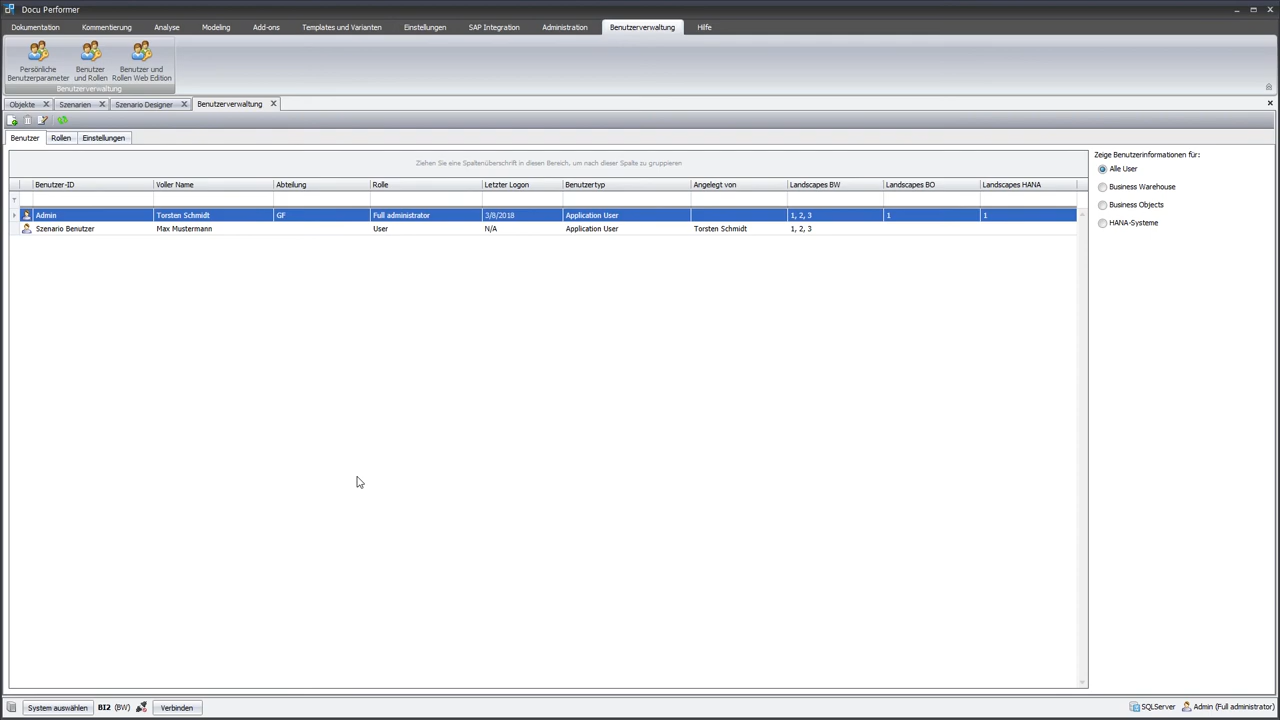 Docu Performer
Dokumentation Kommentierung Analyse Modeling Add-ons Templates und Varianten Einstellungen SAP Integration Administration Benutzerverwaltung Hilfe
Persönliche Benutzerparameter
Benutzer und Rollen
Benutzer und Rollen Web Edition
Benutzerverwaltung
Objekte Szenarien Szenario Designer Benutzerverwaltung
Benutzer Rollen Einstellungen
Ziehen Sie eine Spaltenüberschrift in diesen Bereich, um nach dieser Spalte zu gruppieren
Benutzer-ID Voller Name Abteilung Rolle Letzter Logon Benutzertyp Angelegt von Landscapes BW Landscapes BO Landscapes HANA
Admin Torsten Schmidt GF Full administrator 3/8/2018 Application User 1, 2, 3 1 1
Szenario Benutzer Max Mustermann User N/A Application User Torsten Schmidt 1, 2, 3
Zeige Benutzerinformationen für:
Alle User
Business Warehouse
Business Objects
HANA-Systeme
System auswählen BI2 (BW) Verbinden SQLServer Admin (Full administrator)